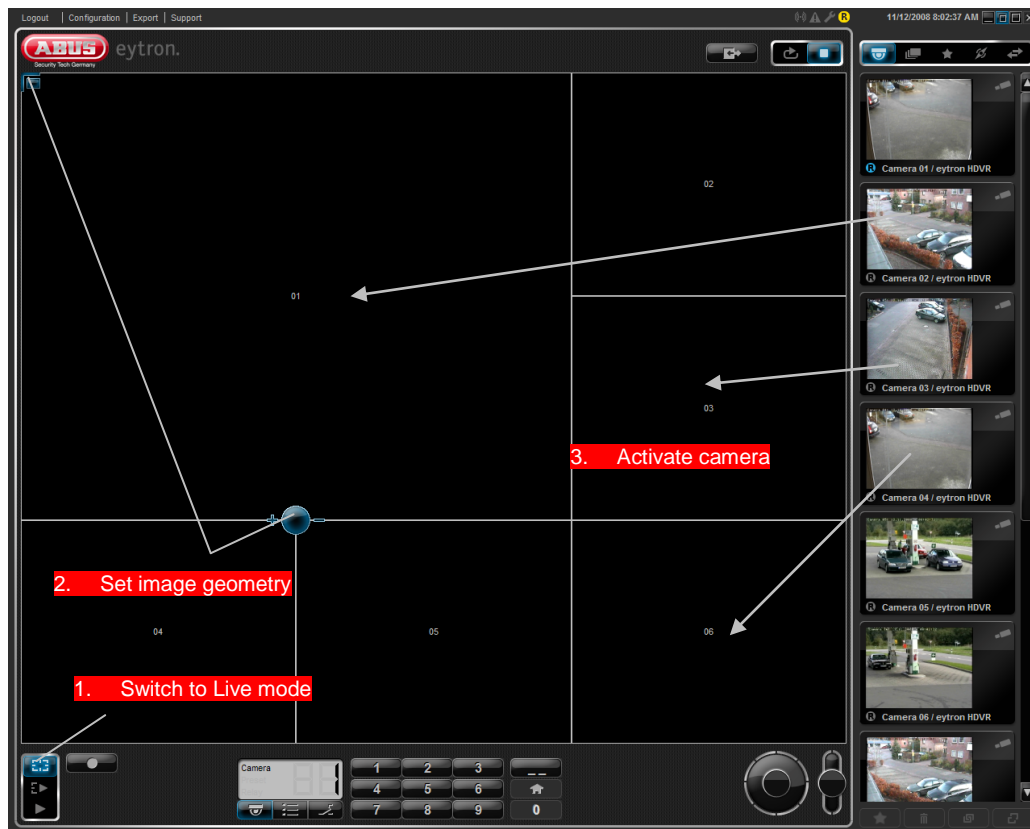 Logout | Configuration | Export | Support
R
11/12/2008 8:02:37 AM
ABUS eytron.
Security Tech Germany
01
02
03
3. Activate camera
2. Set image geometry
04
05
06
1. Switch to Live mode
R Camera 01 / eytron HDVR
R Camera 02 / eytron HDVR
R Camera 03 / eytron HDVR
R Camera 04 / eytron HDVR
R Camera 05 / eytron HDVR
R Camera 06 / eytron HDVR
Camera
1
1 2 3 _ _
4 5 6
7 8 9 0